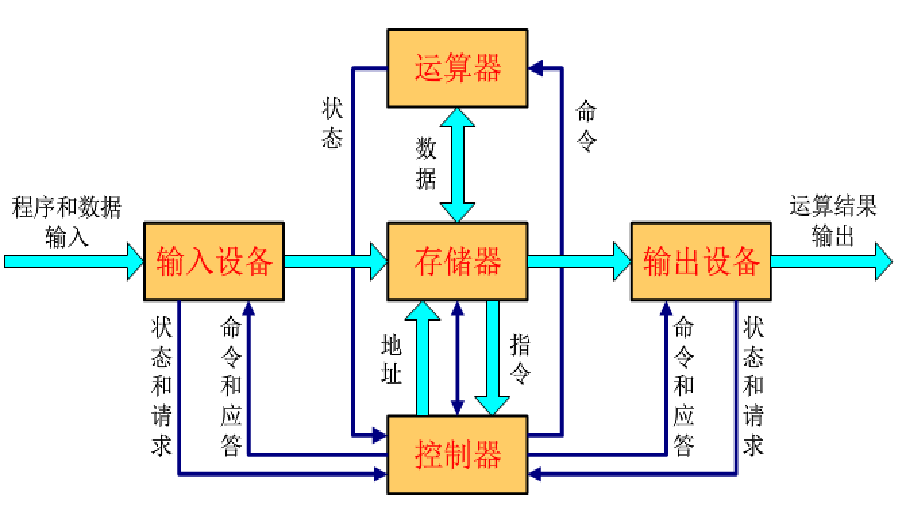 运算器
状态
命令
数据
程序和数据
输入
运算结果
输出
输入设备
存储器
输出设备
状态和请求
命令和应答
地址
指令
命令和应答
状态和请求
控制器